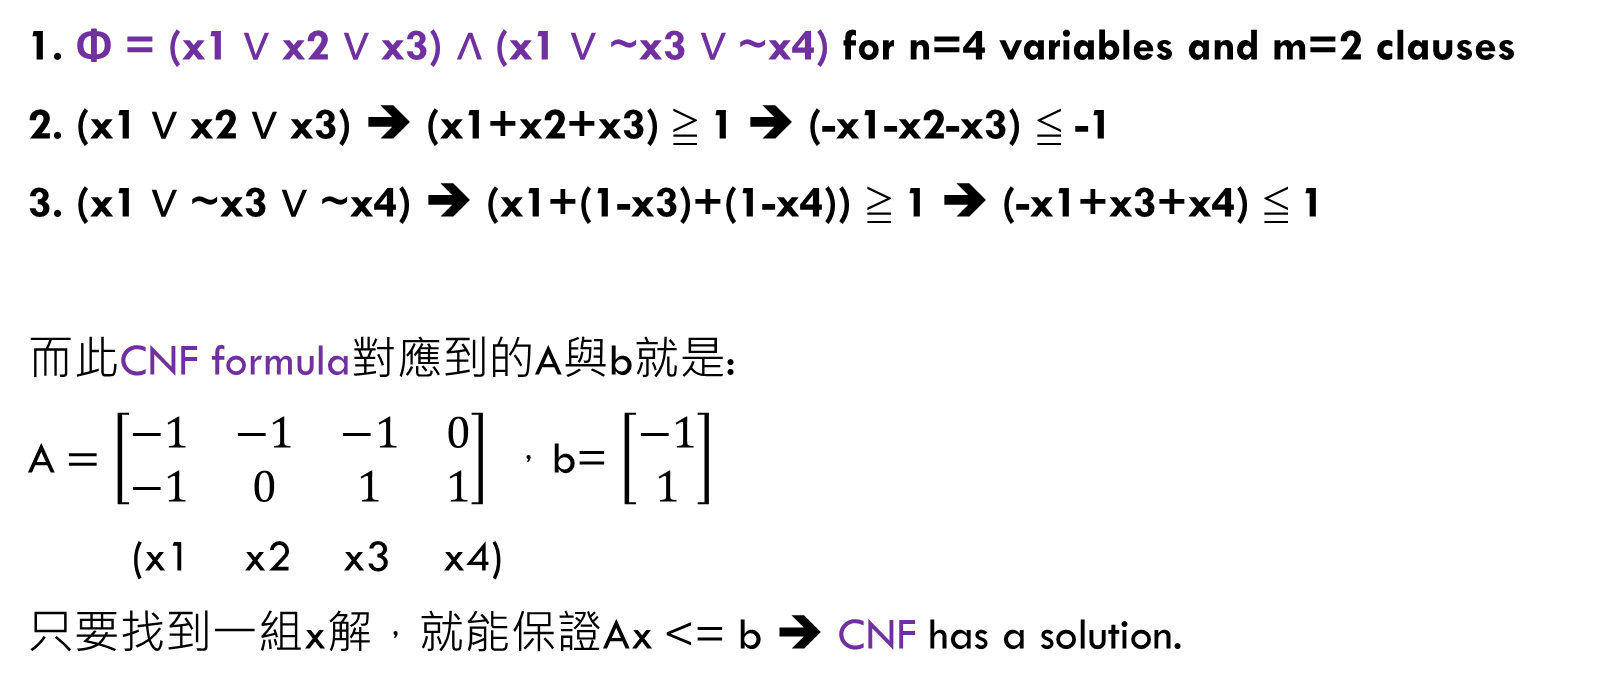 1. Φ = (x1 ∨ x2 ∨ x3) ∧ (x1 ∨ ~x3 ∨ ~x4) for n=4 variables and m=2 clauses
2. (x1 ∨ x2 ∨ x3) ➔ (x1+x2+x3) ≧ 1 ➔ (-x1-x2-x3) ≦ -1
3. (x1 ∨ ~x3 ∨ ~x4) ➔ (x1+(1-x3)+(1-x4)) ≧ 1 ➔ (-x1+x3+x4) ≦ 1
而此CNF formula對應到的A與b就是:
A = [−1 −1 −1 0
−1 0 1 1] ,b= [−1
1]
(x1 x2 x3 x4)
只要找到一組x解,就能保證Ax <= b ➔ CNF has a solution.